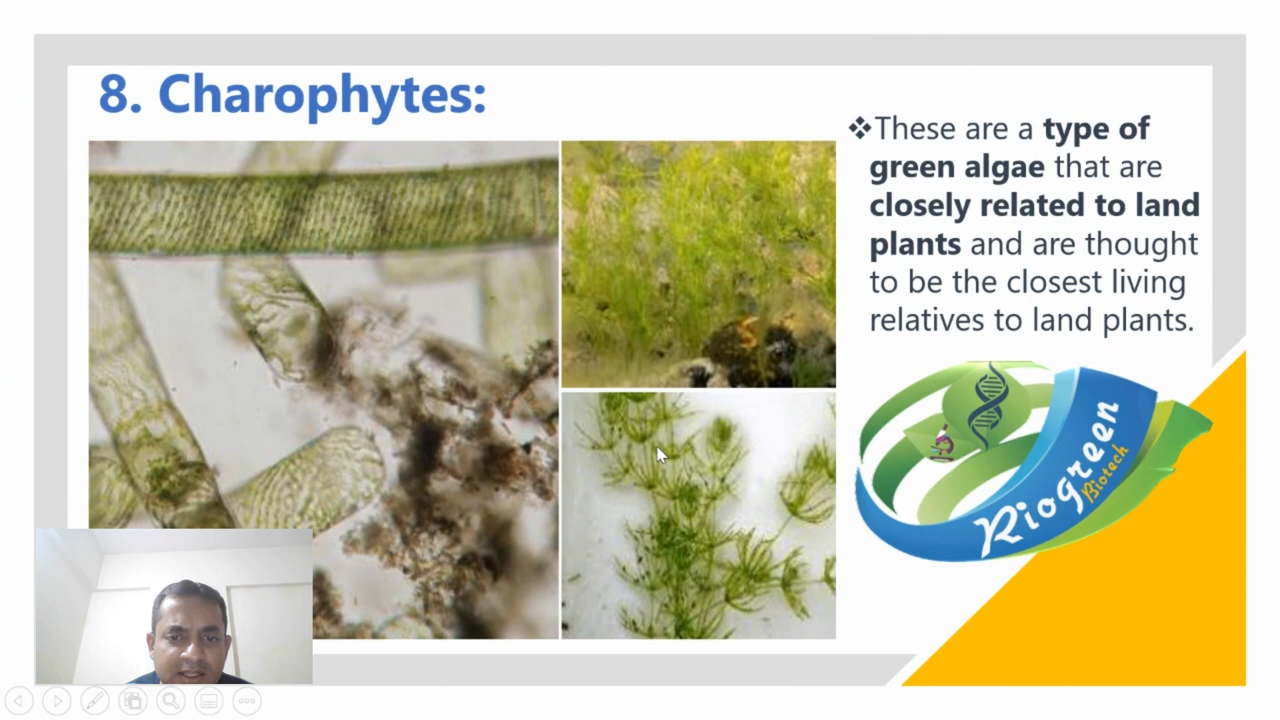 8. Charophytes:
❖These are a type of
green algae that are
closely related to land
plants and are thought
to be the closest living
relatives to land plants.
Riogreen
Biotech